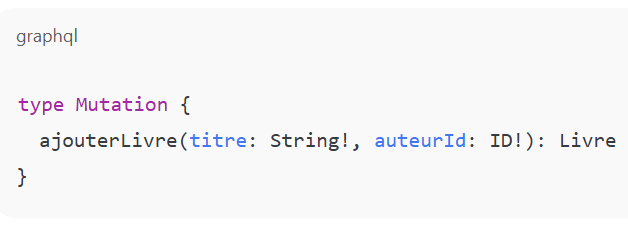 graphql
type Mutation {
ajouterLivre(titre: String!, auteurId: ID!): Livre
}